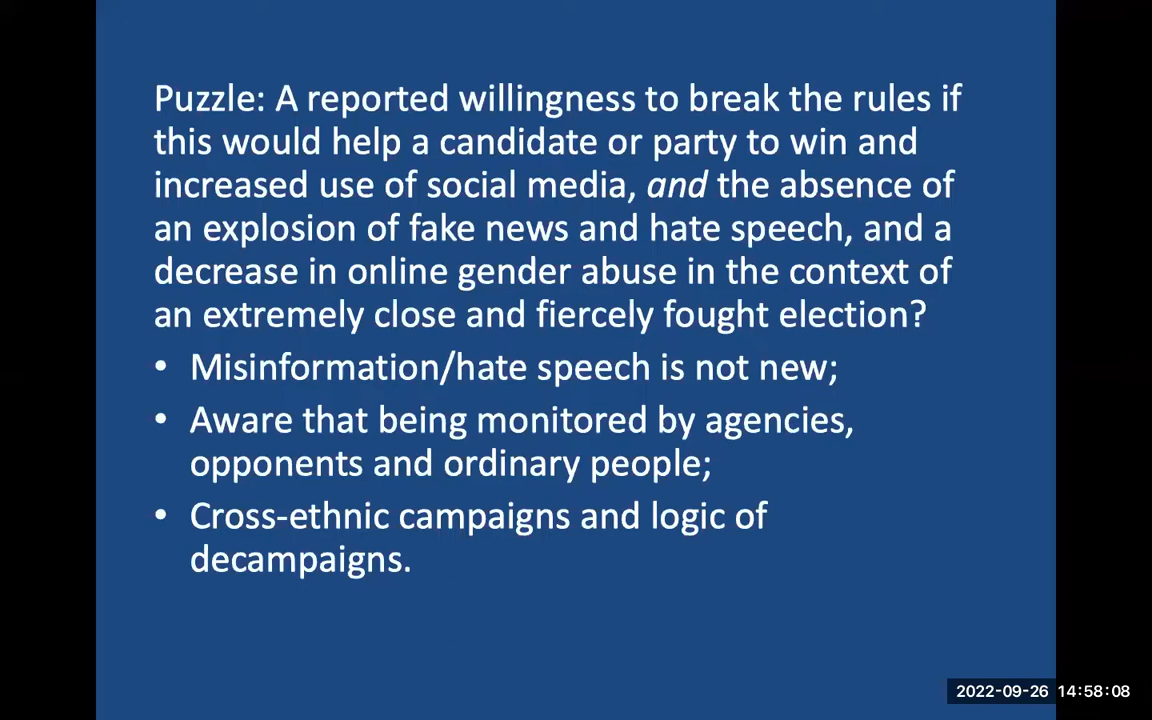 Puzzle: A reported willingness to break the rules if
this would help a candidate or party to win and
increased use of social media, and the absence of
an explosion of fake news and hate speech, and a
decrease in online gender abuse in the context of
an extremely close and fiercely fought election?
• Misinformation/hate speech is not new;
• Aware that being monitored by agencies,
opponents and ordinary people;
• Cross-ethnic campaigns and logic of
decampaigns.
2022-09-26 14:58:08